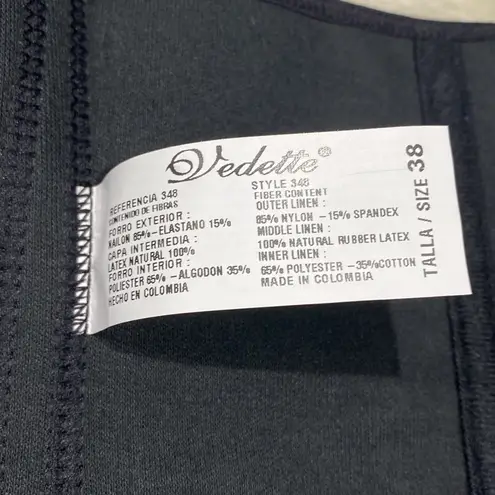 Vedette®
REFERENCIA 348
CONTENIDO DE FIBRAS
FORRO EXTERIOR :
NAILON 85%-ELASTANO 15%
CAPA INTERMEDIA :
LATEX NATURAL 100%
FORRO INTERIOR :
POLIESTER 65% -ALGODON 35%
HECHO EN COLOMBIA
STYLE 348
FIBER CONTENT
OUTER LINEN :
85% NYLON -15% SPANDEX
MIDDLE LINEN :
100% NATURAL RUBBER LATEX
INNER LINEN :
65% POLYESTER -35%COTTON
MADE IN COLOMBIA
TALLA / SIZE 38